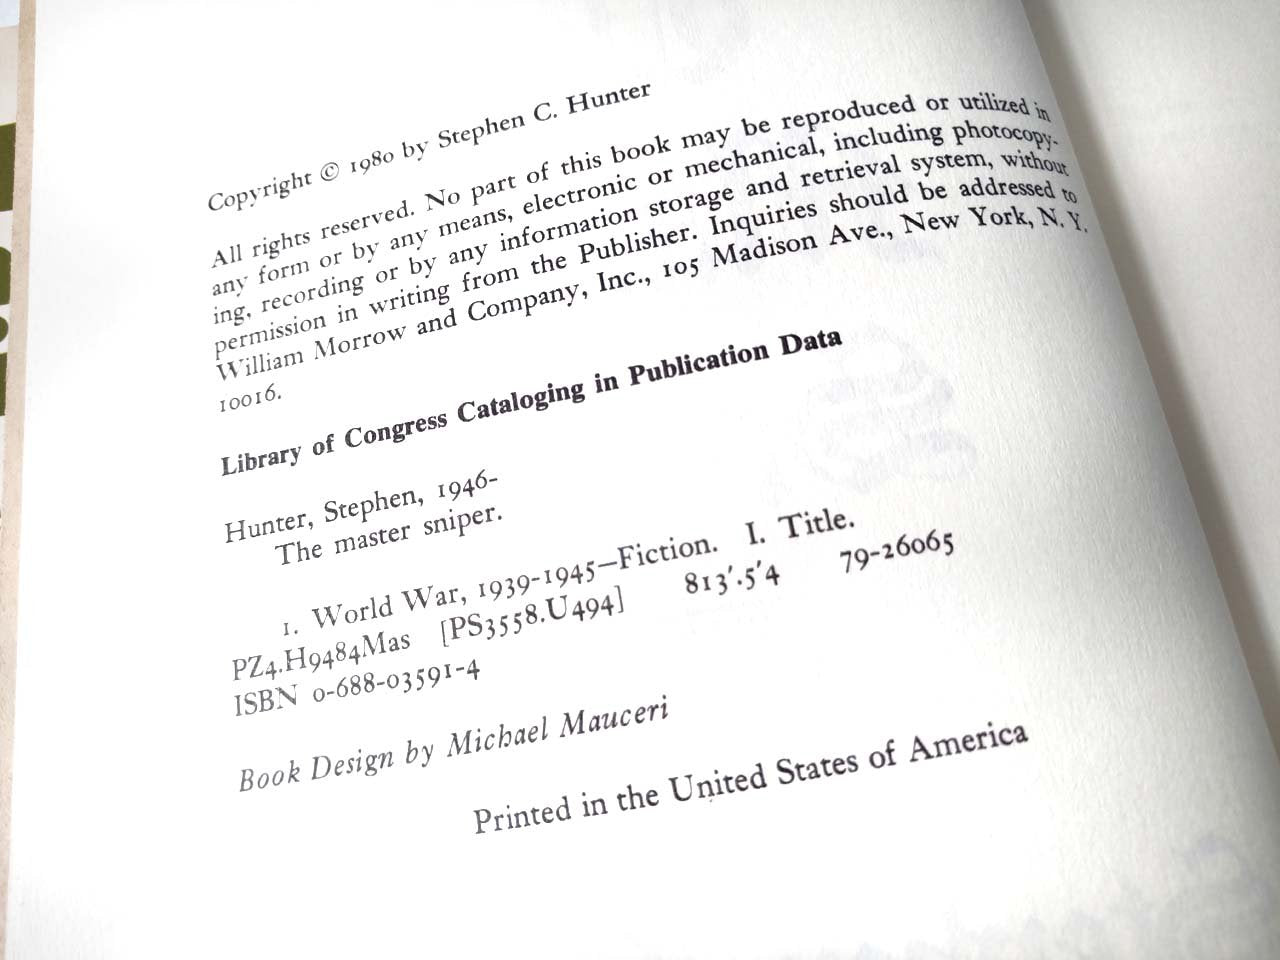 Copyright © 1980 by Stephen C. Hunter
All rights reserved. No part of this book may be reproduced or utilized in
any form or by any means, electronic or mechanical, including photocopy-
ing, recording or by any information storage and retrieval system, without
permission in writing from the Publisher. Inquiries should be addressed to
William Morrow and Company, Inc., 105 Madison Ave., New York, N. Y.
10016.
Library of Congress Cataloging in Publication Data
Hunter, Stephen, 1946-
The master sniper.
1. World War, 1939-1945—Fiction. I. Title.
PZ4.H9484Mas [PS3558.U494] 813'.5'4 79-26065
ISBN 0-688-03591-4
Book Design by Michael Mauceri
Printed in the United States of America